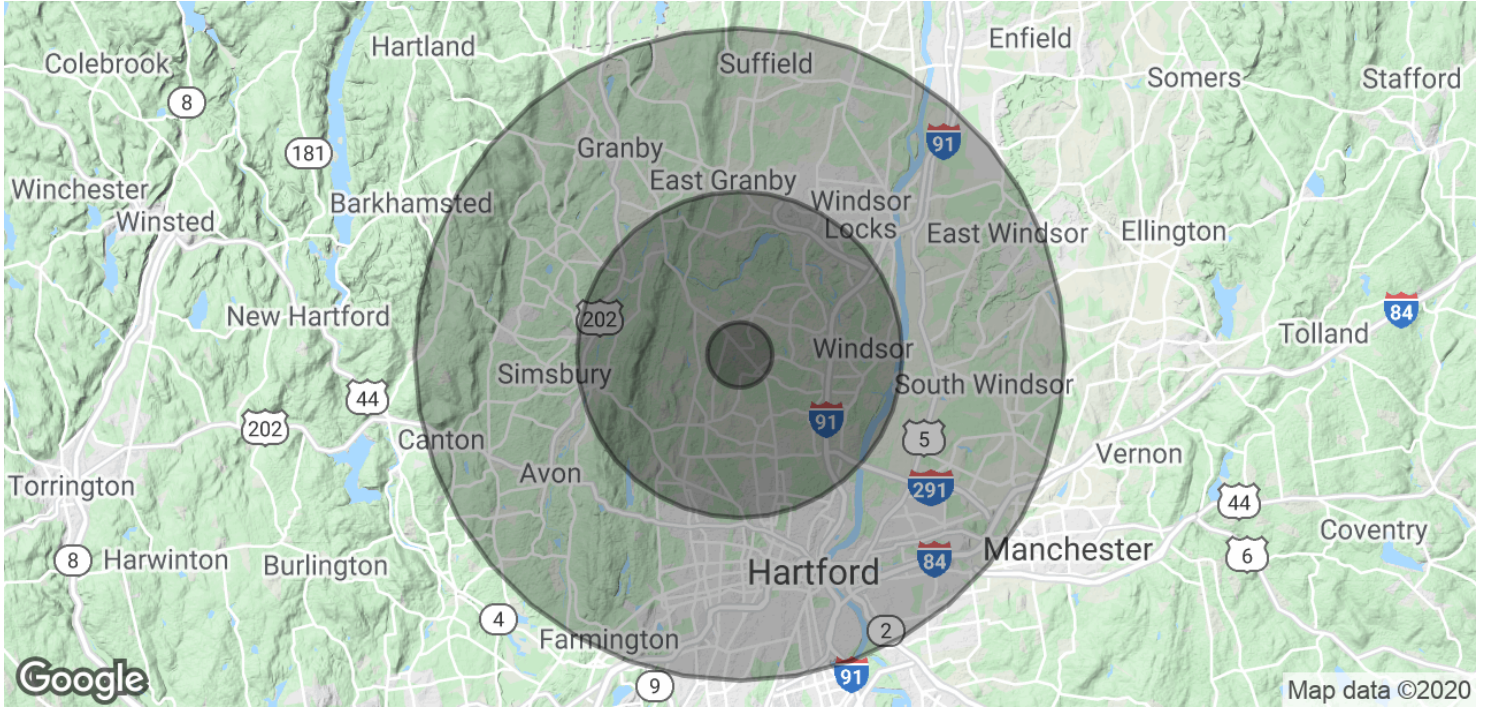 Hartland
Enfield
Colebrook
Suffield
Somers
Stafford
8
91
181
Granby
East Granby
Winchester
Barkhamsted
Windsor
Locks
Winsted
East Windsor
Ellington
202
New Hartford
84
Tolland
Windsor
Simsbury
South Windsor
44
91
202
Canton
5
Vernon
Avon
Torrington
291
44
Coventry
Manchester
8
Harwinton
Burlington
Hartford
84
6
4
Farmington
2
Google
9
91
Map data ©2020